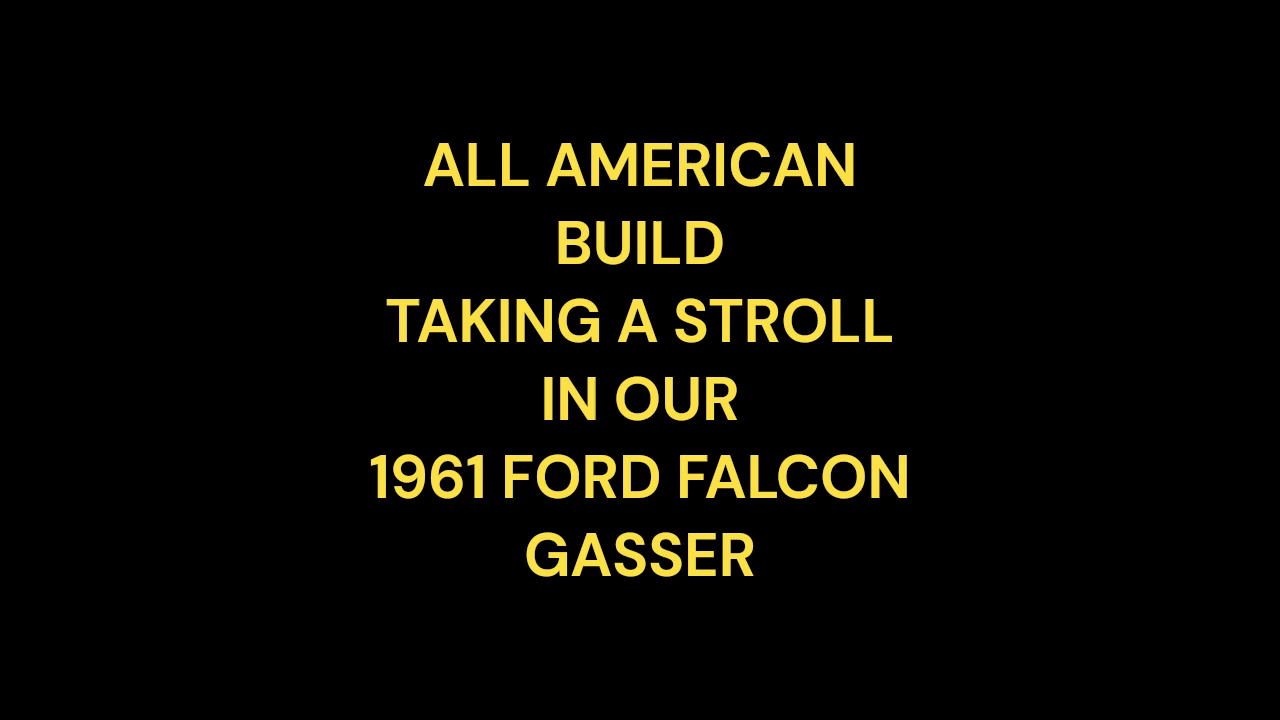 ALL AMERICAN
BUILD
TAKING A STROLL
IN OUR
1961 FORD FALCON
GASSER